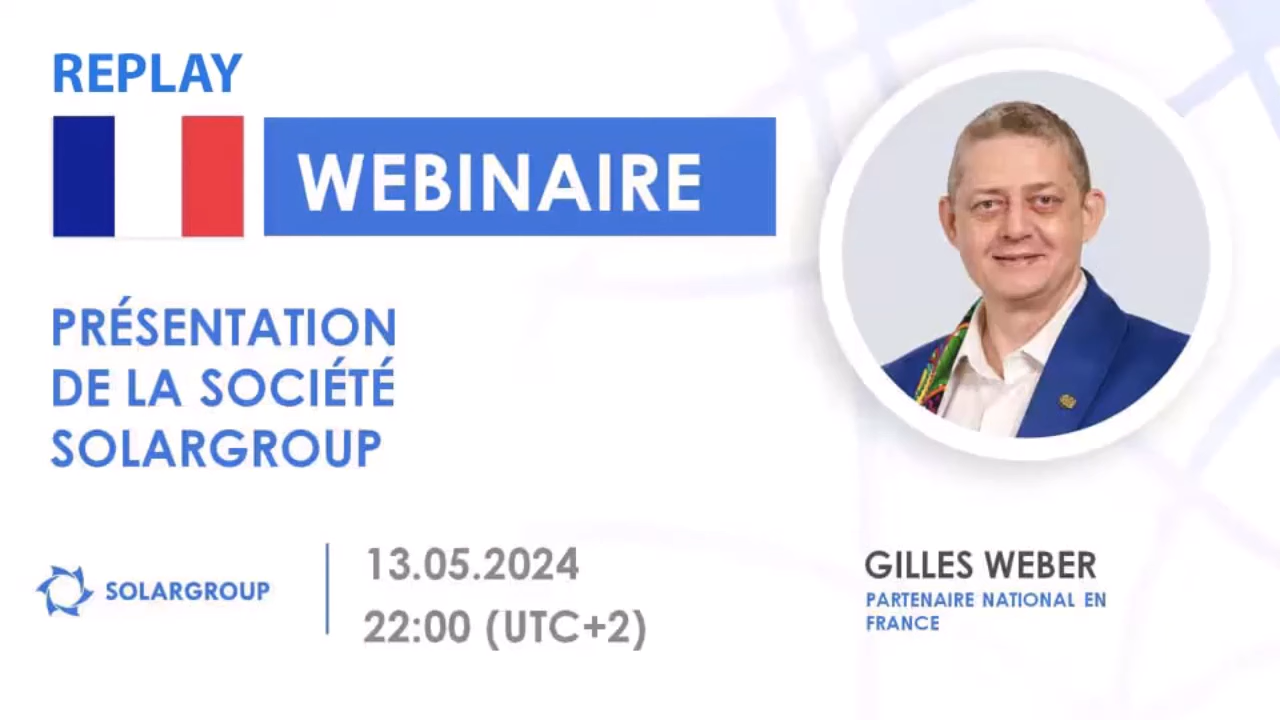 REPLAY
WEBINAIRE
PRÉSENTATION
DE LA SOCIÉTÉ
SOLARGROUP
SOLARGROUP
13.05.2024
22:00 (UTC+2)
GILLES WEBER
PARTENAIRE NATIONAL EN
FRANCE